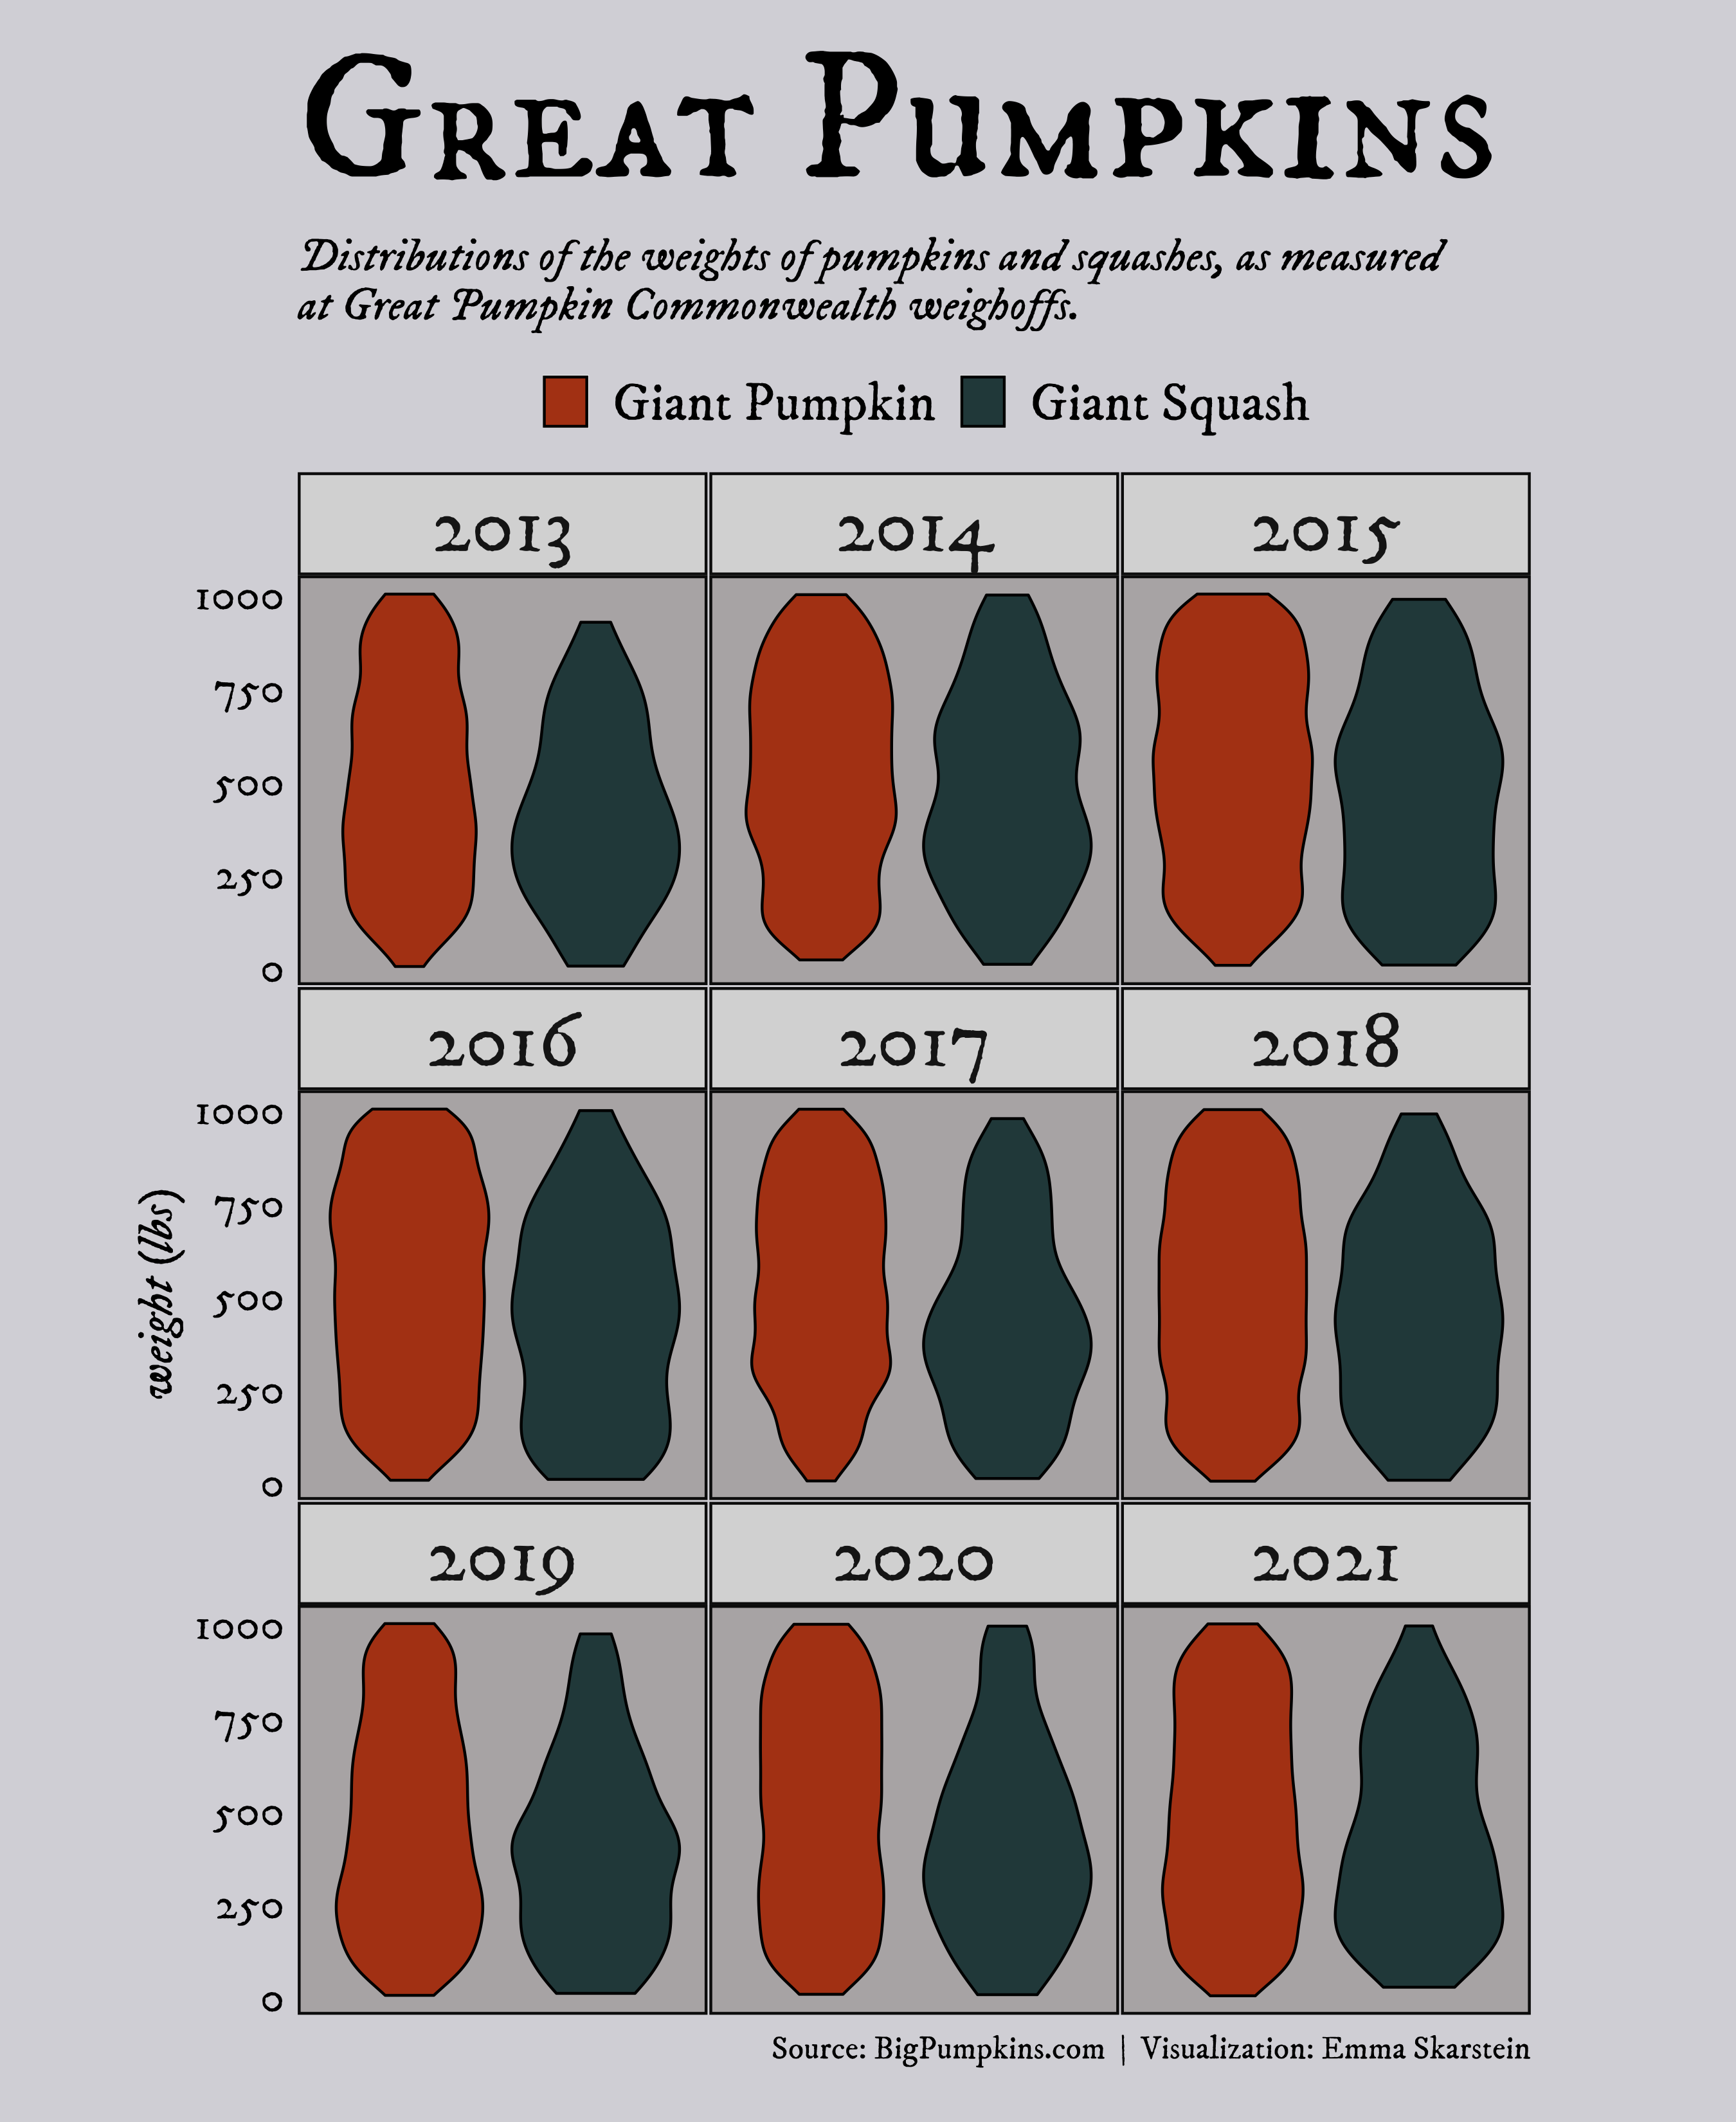 Great Pumpkins
Distributions of the weights of pumpkins and squashes, as measured
at Great Pumpkin Commonwealth weighoffs.
Giant Pumpkin Giant Squash
2013 2014 2015
1000
750
500
250
0
2016 2017 2018
1000
750
500
250
0
weight (lbs)
2019 2020 2021
1000
750
500
250
0
Source: BigPumpkins.com | Visualization: Emma Skarstein